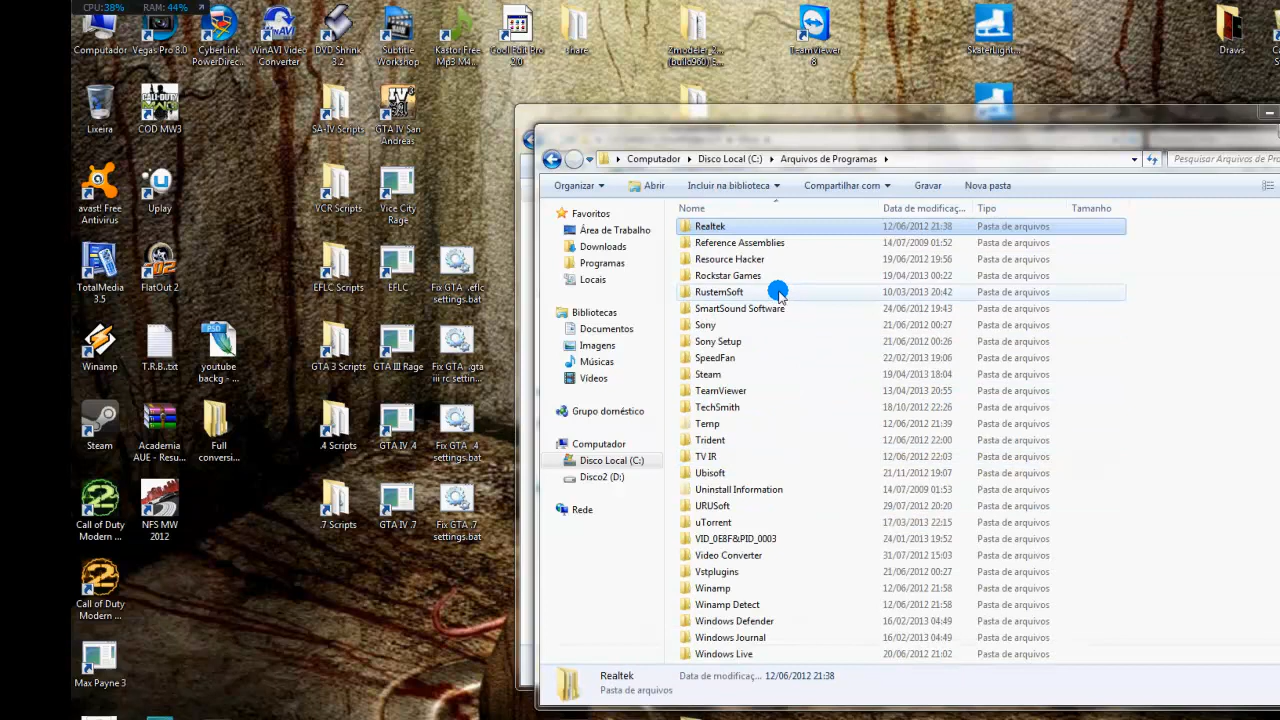 CPU:38% RAM: 44%
Computador
Vegas Pro 8.0
CyberLink
PowerDirec...
WinAVI Video
Converter
DVD Shrink
3.2
Subtitle
Workshop
Kastor Free
Mp3 M4...
Cool Edit Pro
2.0
share
Zmodeler_2...
(build960)_E...
TeamViewer
8
SkaterLight...
Draws
Lixeira
COD MW3
SA-IV Scripts
GTA IV San
Andreas
avast! Free
Antivirus
Uplay
VCR Scripts
Vice City
Rage
TotalMedia
3.5
FlatOut 2
EFLC Scripts
EFLC
Fix GTA .eflc
settings.bat
Winamp
T.R.B..txt
PSD
youtube
backg - ...
GTA 3 Scripts
GTA III Rage
Fix GTA .gta
iii rc settin...
Steam
Academia
AUE - Resu...
Full
conversi...
.4 Scripts
GTA IV .4
Fix GTA .4
settings.bat
Call of Duty
Modern ...
NFS MW
2012
.7 Scripts
GTA IV .7
Fix GTA .7
settings.bat
Call of Duty
Modern ...
Max Payne 3
Computador
Disco Local (C:)
Arquivos de Programas
Pesquisar Arquivos de Pro
Organizar
Abrir
Incluir na biblioteca
Compartilhar com
Gravar
Nova pasta
Favoritos
Área de Trabalho
Downloads
Programas
Locais
Bibliotecas
Documentos
Imagens
Músicas
Vídeos
Grupo doméstico
Computador
Disco Local (C:)
Disco2 (D:)
Rede
Nome Data de modificaç... Tipo Tamanho
Realtek 12/06/2012 21:38 Pasta de arquivos
Reference Assemblies 14/07/2009 01:52 Pasta de arquivos
Resource Hacker 19/06/2012 19:56 Pasta de arquivos
Rockstar Games 19/04/2013 00:22 Pasta de arquivos
RustemSoft 10/03/2013 20:42 Pasta de arquivos
SmartSound Software 24/06/2012 19:43 Pasta de arquivos
Sony 21/06/2012 00:27 Pasta de arquivos
Sony Setup 21/06/2012 00:26 Pasta de arquivos
SpeedFan 22/02/2013 19:06 Pasta de arquivos
Steam 19/04/2013 18:04 Pasta de arquivos
TeamViewer 13/04/2013 20:55 Pasta de arquivos
TechSmith 18/10/2012 22:26 Pasta de arquivos
Temp 12/06/2012 21:39 Pasta de arquivos
Trident 12/06/2012 22:00 Pasta de arquivos
TV IR 12/06/2012 22:03 Pasta de arquivos
Ubisoft 21/11/2012 19:07 Pasta de arquivos
Uninstall Information 14/07/2009 01:53 Pasta de arquivos
URUSoft 29/07/2012 20:20 Pasta de arquivos
uTorrent 17/03/2013 22:15 Pasta de arquivos
VID_0E8F&PID_0003 24/01/2013 19:52 Pasta de arquivos
Video Converter 31/07/2012 15:03 Pasta de arquivos
Vstplugins 21/06/2012 00:27 Pasta de arquivos
Winamp 12/06/2012 21:58 Pasta de arquivos
Winamp Detect 12/06/2012 21:58 Pasta de arquivos
Windows Defender 16/02/2013 04:49 Pasta de arquivos
Windows Journal 16/02/2013 04:49 Pasta de arquivos
Windows Live 20/06/2012 21:02 Pasta de arquivos
Realtek Data de modificaç... 12/06/2012 21:38
Pasta de arquivos